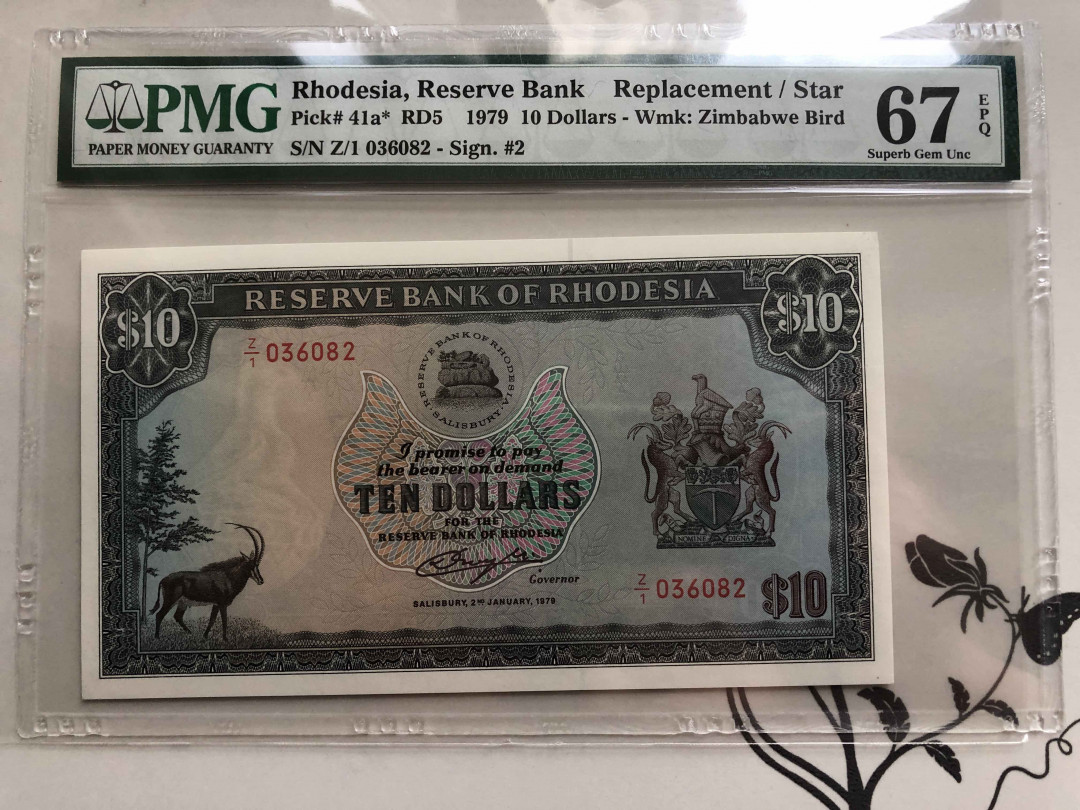 PMG
PAPER MONEY GUARANTY
Rhodesia, Reserve Bank Replacement / Star
Pick# 41a* RD5 1979 10 Dollars - Wmk: Zimbabwe Bird
S/N Z/1 036082 - Sign. #2
67
EPQ
Superb Gem Unc
RESERVE BANK OF RHODESIA
$10
$10
Z/1 036082
RESERVE BANK OF RHODESIA
· SALISBURY ·
I promise to pay
the bearer on demand
TEN DOLLARS
FOR THE
RESERVE BANK OF RHODESIA
Governor
SALISBURY, 2ND JANUARY, 1979
SIT NOMINE DIGNA
Z/1 036082
$10